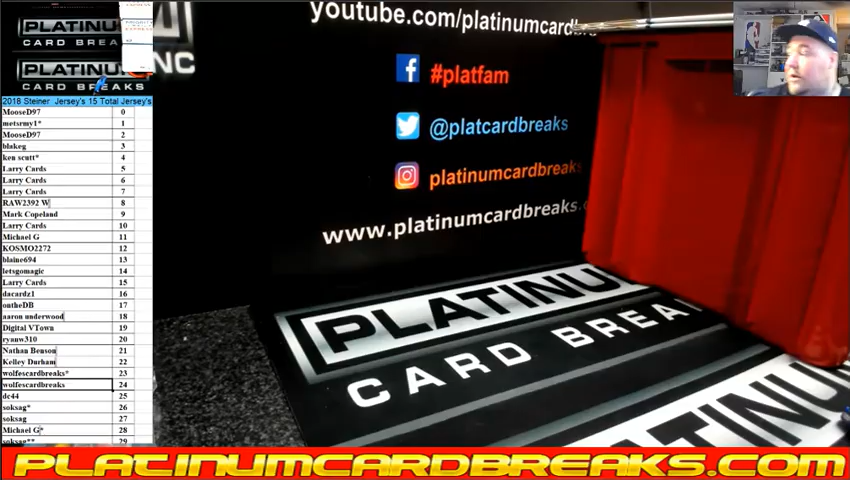 youtube.com/platinumcardb
#platfam
@platcardbreaks
platinumcardbreaks
www.platinumcardbreaks.
PLATINUM
CARD BREAKS
INC
PLATINUM
CARD BREAKS
2018 Steiner Jersey's 15 Total Jersey's
MooseD97 0
metsrmy1* 1
MooseD97 2
blakeg 3
ken scutt* 4
Larry Cards 5
Larry Cards 6
Larry Cards 7
RAW2392 W 8
Mark Copeland 9
Larry Cards 10
Michael G 11
KOSMO2272 12
blaine694 13
letsgomagic 14
Larry Cards 15
dacardz1 16
ontheDB 17
aaron underwood 18
Digital VTown 19
ryanw310 20
Nathan Benson 21
Kelley Durham 22
wolfescardbreaks* 23
wolfescardbreaks 24
dc44 25
soksag* 26
soksag 27
Michael G* 28
soksag** 29
PLATINUM
CARD BREA
PLATINUMCARDBREAKS.COM